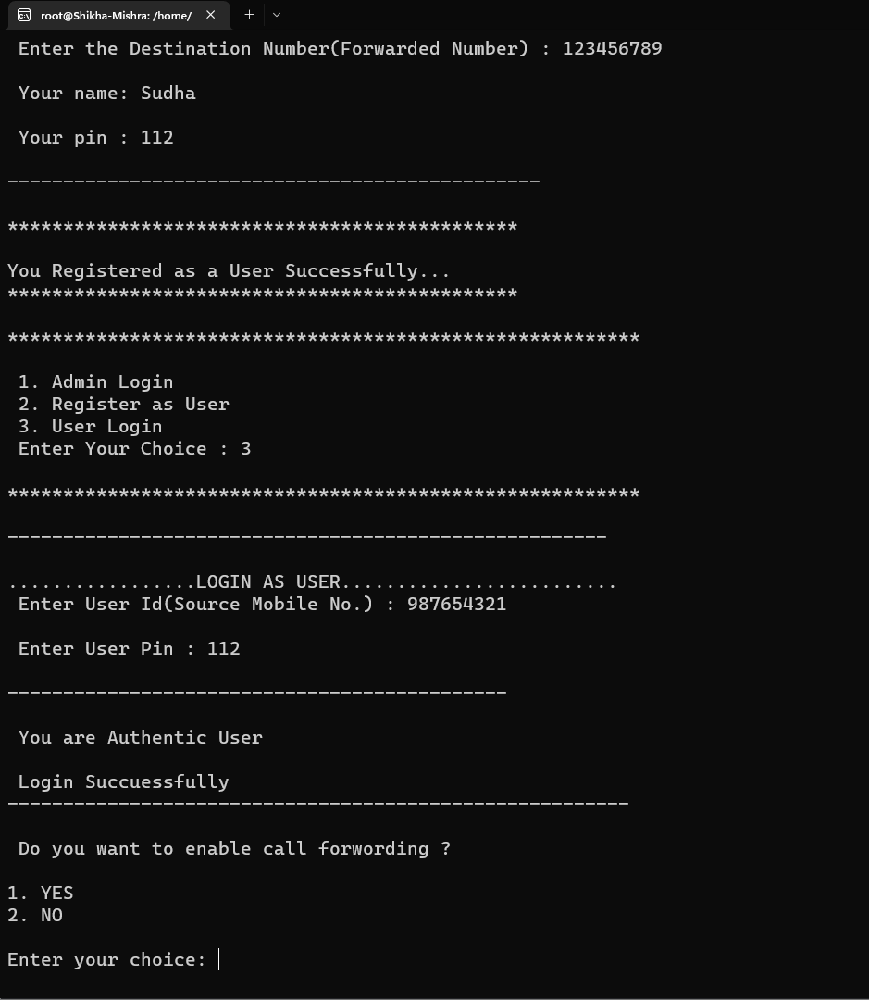 root@Shikha-Mishra: /home/
Enter the Destination Number(Forwarded Number) : 123456789
Your name: Sudha
Your pin : 112
------------------------------------------------
**********************************************
You Registered as a User Successfully...
**********************************************
*********************************************************
1. Admin Login
2. Register as User
3. User Login
Enter Your Choice : 3
*********************************************************
------------------------------------------------------
.................LOGIN AS USER.........................
Enter User Id(Source Mobile No.) : 987654321
Enter User Pin : 112
---------------------------------------------
You are Authentic User
Login Succuessfully
--------------------------------------------------------
Do you want to enable call forwording ?
1. YES
2. NO
Enter your choice: